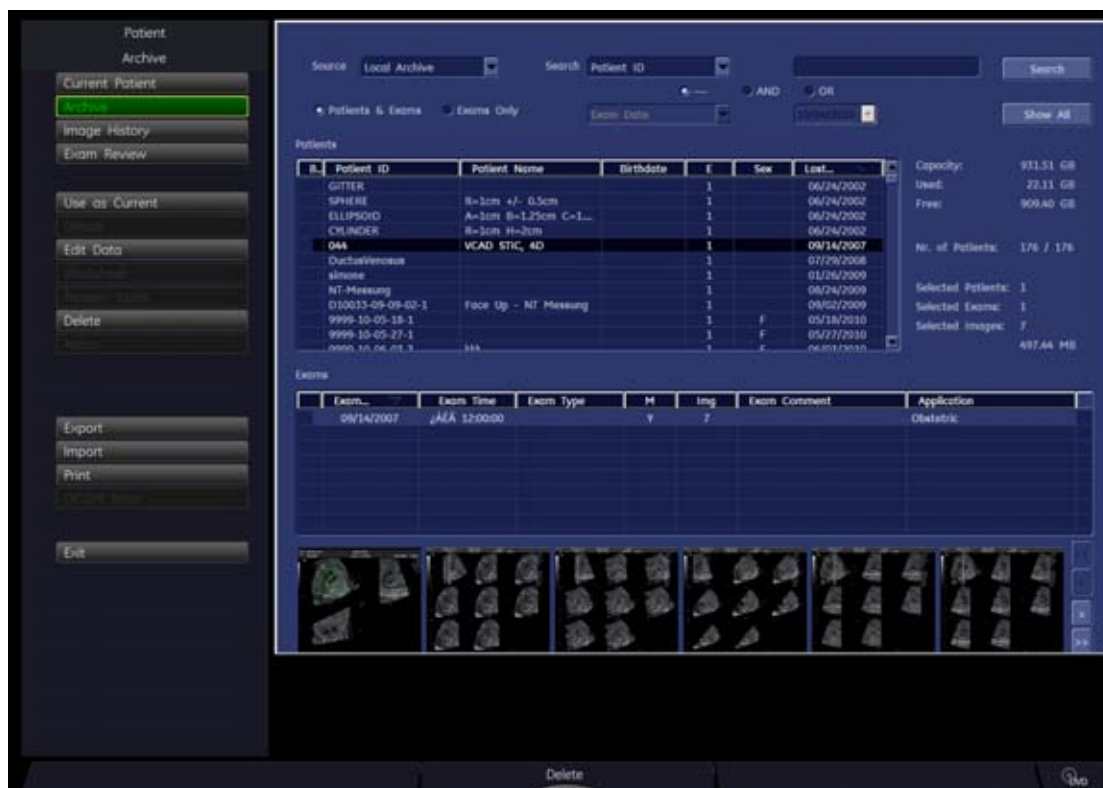 Patient
Archive
Current Patient
Archive
Image History
Exam Review
Use as Current
Edit Data
Delete
Export
Import
Print
Exit
Source Local Archive Search Patient ID Search
--- AND OR
Patients & Exams Exams Only Exam Date Show All
Patients
B.. Patient ID Patient Name Birthdate E Sex Last...
GITTER 1 06/24/2002
SPHERE R=1cm +/- 0.5cm 1 06/24/2002
ELLIPSOID A=1cm B=1.25cm C=1... 1 06/24/2002
CYLINDER R=1cm H=2cm 1 06/24/2002
044 VCAD STIC, 4D 1 09/14/2007
DuctusVenosus 1 07/29/2008
simone 1 01/26/2009
NT-Messung 1 08/24/2009
D10033-09-09-02-1 Face Up - NT Messung 1 09/02/2009
9999-10-05-18-1 1 F 05/18/2010
9999-10-05-27-1 1 F 05/27/2010
Capacity: 931.51 GB
Used: 22.11 GB
Free: 909.40 GB
Nr. of Patients: 176 / 176
Selected Patients: 1
Selected Exams: 1
Selected Images: 7
697.64 MB
Exams
Exam... Exam Time Exam Type M Img Exam Comment Application
09/14/2007 ¿ÀÈÄ 12:00:00 Y 7 Obstetric
>
>>
Delete
DVD